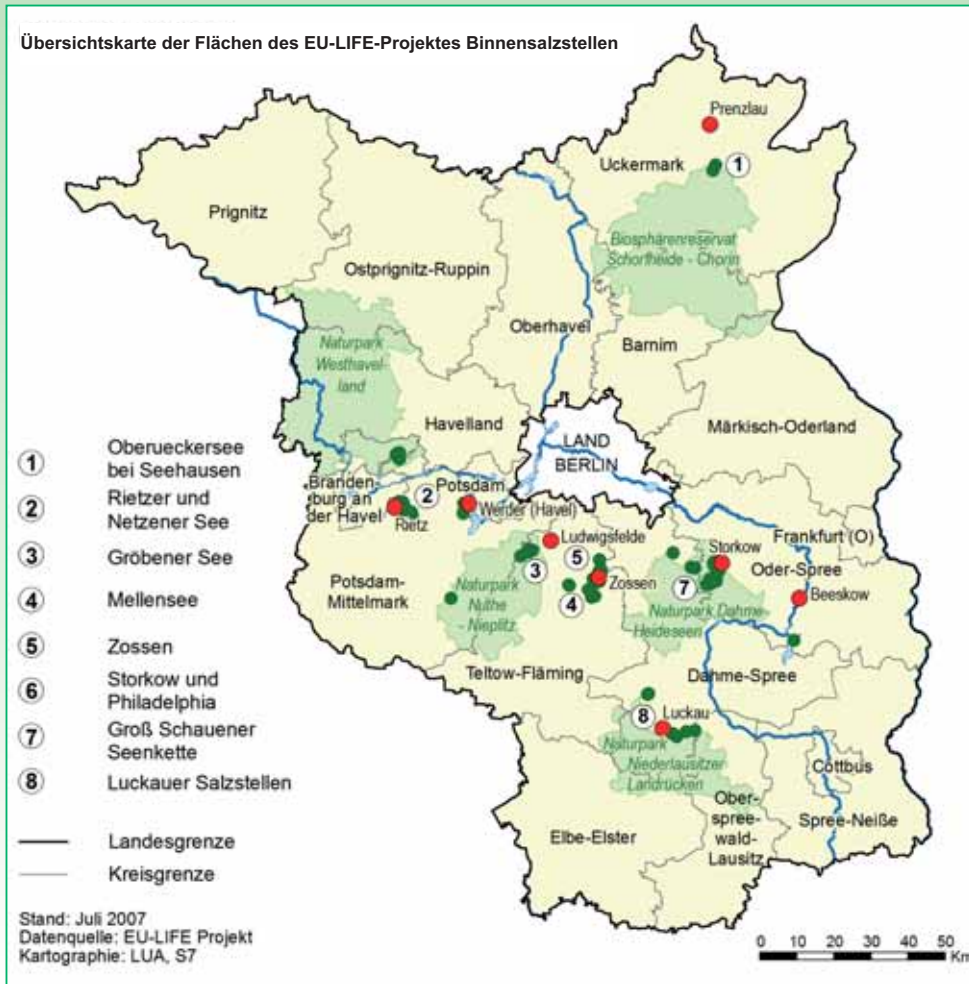 Übersichtskarte der Flächen des EU-LIFE-Projektes Binnensalzstellen
Prenzlau
Uckermark
1
Prignitz
Biosphärenreservat
Schorfheide - Chorin
Ostprignitz-Ruppin
Oberhavel
Barnim
Naturpark
Westhavel-
land
Havelland
Märkisch-Oderland
LAND
BERLIN
Branden-
burg an
der Havel
2
Rietz
Potsdam
Werder (Havel)
Ludwigsfelde
Frankfurt (O)
Storkow
Oder-Spree
3
5
Zossen
4
7
Beeskow
Potsdam-
Mittelmark
Naturpark
Nuthe
- Nieplitz
Naturpark Dahme-
Heideseen
Teltow-Fläming
Dahme-Spree
8
Luckau
Naturpark
Niederlausitzer
Landrücken
Cottbus
Ober-
spree-
wald-
Lausitz
Spree-Neiße
Elbe-Elster
1 Oberueckersee
bei Seehausen
2 Rietzer und
Netzener See
3 Gröbener See
4 Mellensee
5 Zossen
6 Storkow und
Philadelphia
7 Groß Schauener
Seenkette
8 Luckauer Salzstellen
Landesgrenze
Kreisgrenze
Stand: Juli 2007
Datenquelle: EU-LIFE Projekt
Kartographie: LUA, S7
0 10 20 30 40 50
Km